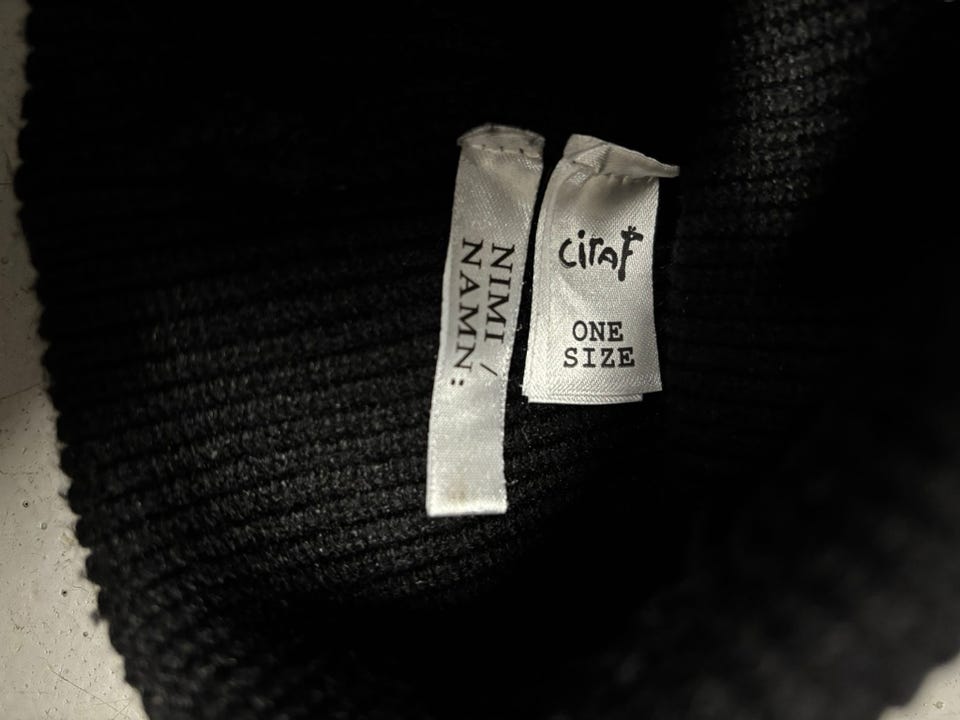 NIMI /
NAMN:
ciraf
ONE
SIZE